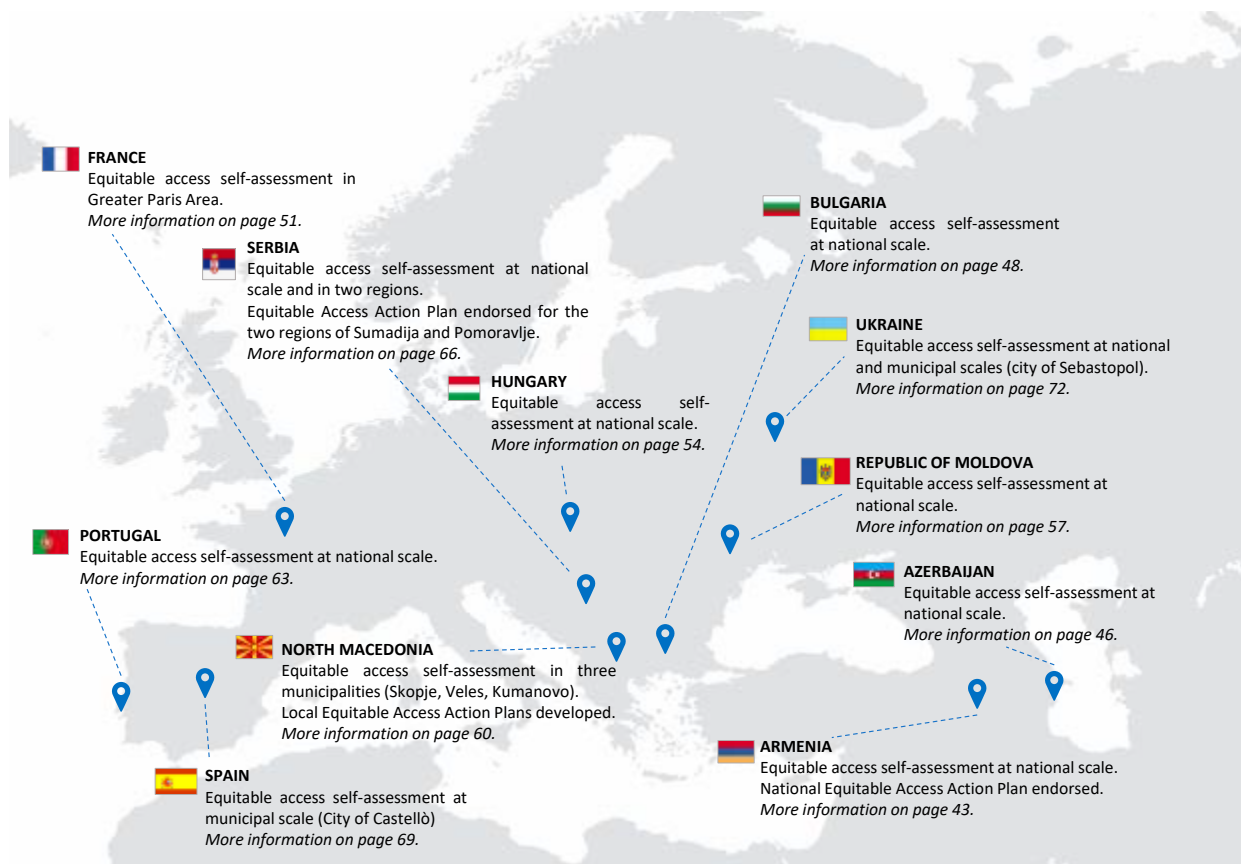 FRANCE
Equitable access self-assessment in
Greater Paris Area.
More information on page 51.
SERBIA
Equitable access self-assessment at national
scale and in two regions.
Equitable Access Action Plan endorsed for the
two regions of Sumadija and Pomoravlje.
More information on page 66.
BULGARIA
Equitable access self-assessment
at national scale.
More information on page 48.
UKRAINE
Equitable access self-assessment at national
and municipal scales (city of Sebastopol).
More information on page 72.
HUNGARY
Equitable access self-
assessment at national scale.
More information on page 54.
REPUBLIC OF MOLDOVA
Equitable access self-assessment at
national scale.
More information on page 57.
PORTUGAL
Equitable access self-assessment at national scale.
More information on page 63.
AZERBAIJAN
Equitable access self-assessment at
national scale.
More information on page 46.
NORTH MACEDONIA
Equitable access self-assessment in three
municipalities (Skopje, Veles, Kumanovo).
Local Equitable Access Action Plans developed.
More information on page 60.
ARMENIA
Equitable access self-assessment at national scale.
National Equitable Access Action Plan endorsed.
More information on page 43.
SPAIN
Equitable access self-assessment at
municipal scale (City of Castellò)
More information on page 69.